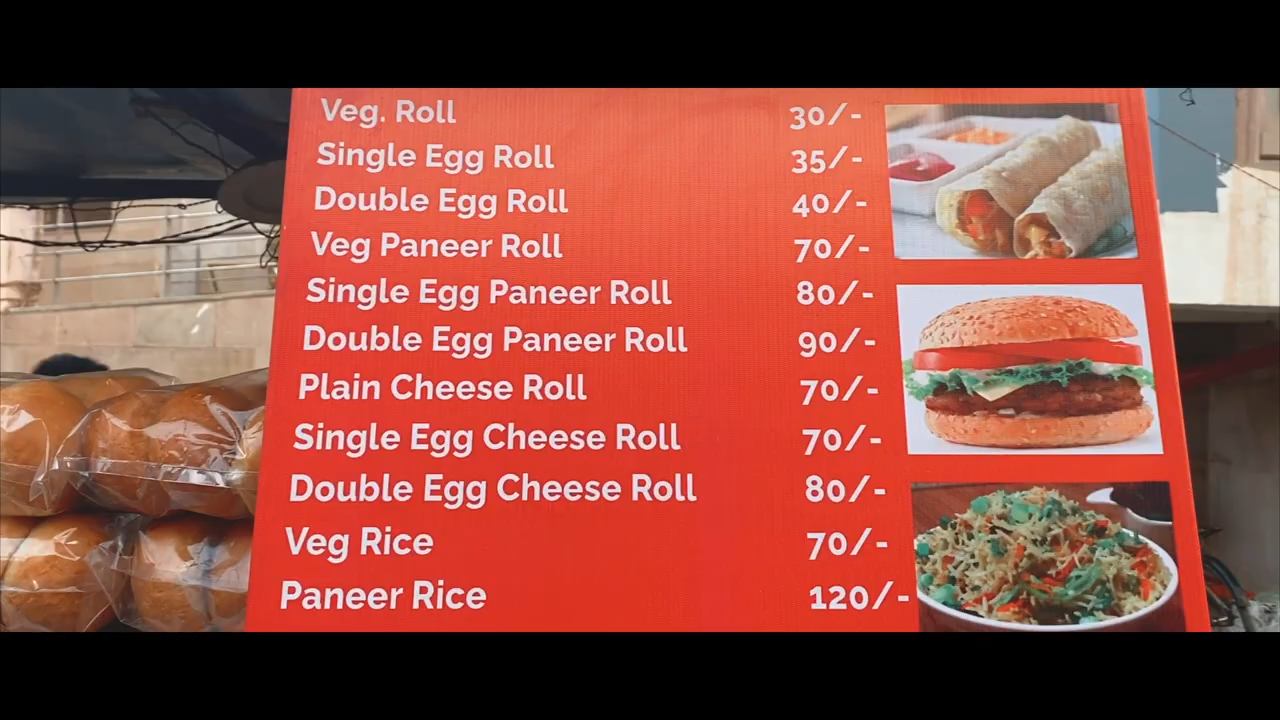 Veg. Roll 30/-
Single Egg Roll 35/-
Double Egg Roll 40/-
Veg Paneer Roll 70/-
Single Egg Paneer Roll 80/-
Double Egg Paneer Roll 90/-
Plain Cheese Roll 70/-
Single Egg Cheese Roll 70/-
Double Egg Cheese Roll 80/-
Veg Rice 70/-
Paneer Rice 120/-